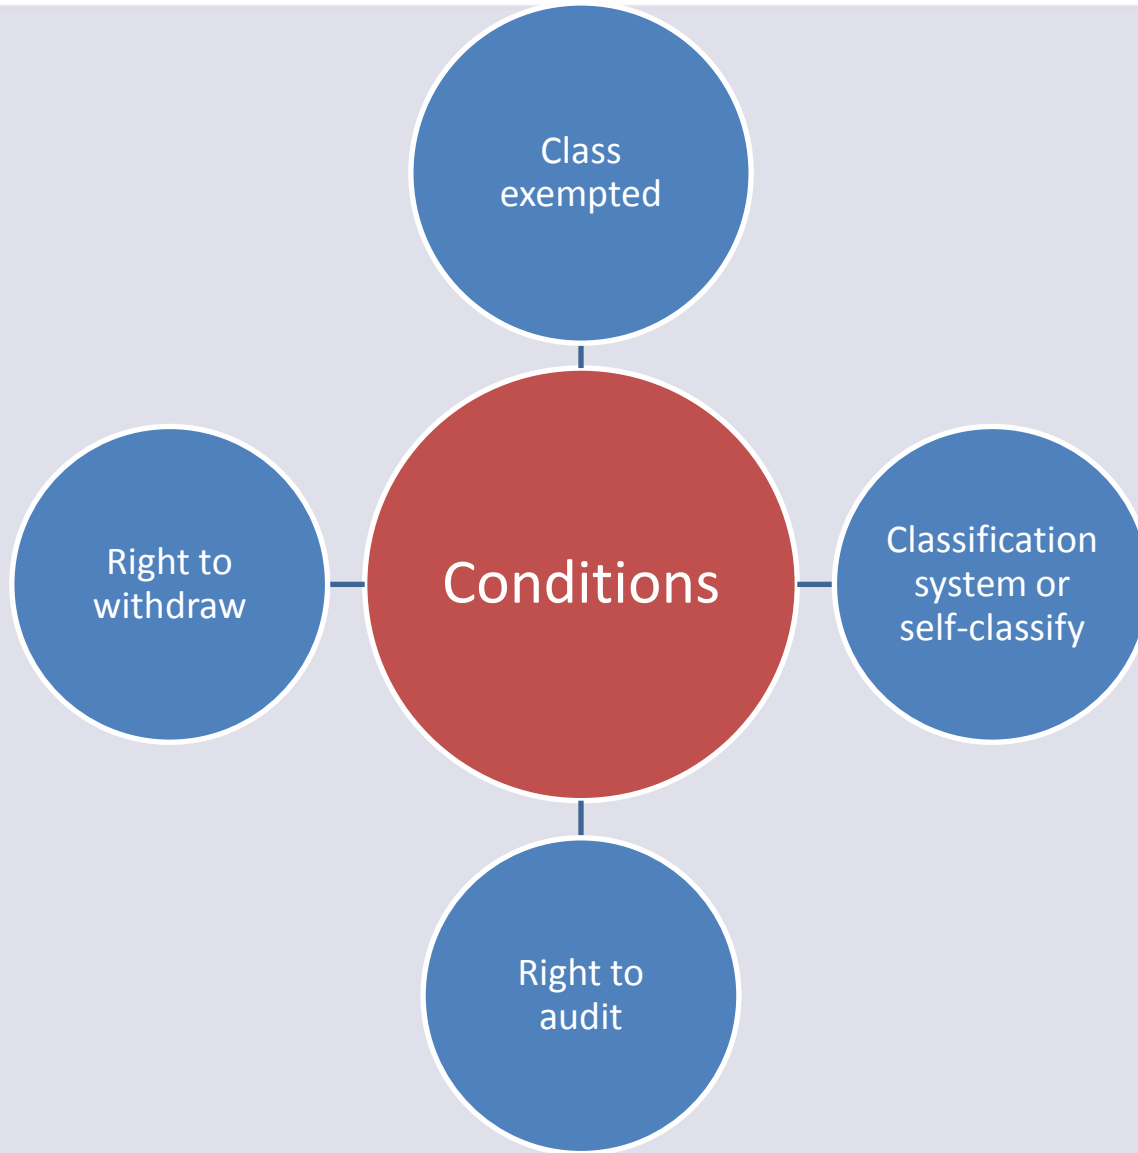 Class
exempted
Right to
withdraw
Conditions
Classification
system or
self-classify
Right to
audit